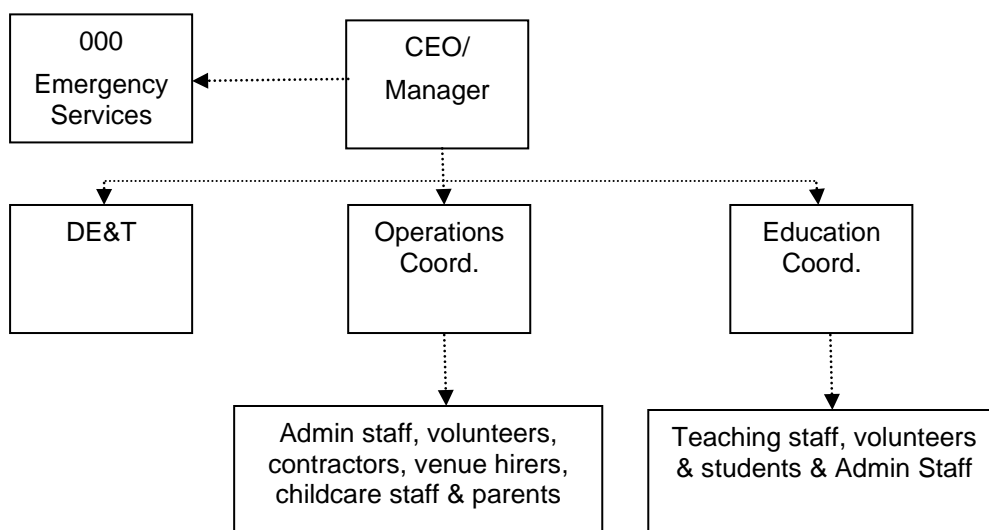 000
Emergency
Services
CEO/
Manager
DE&T
Operations
Coord.
Education
Coord.
Admin staff, volunteers,
contractors, venue hirers,
childcare staff & parents
Teaching staff, volunteers
& students & Admin Staff